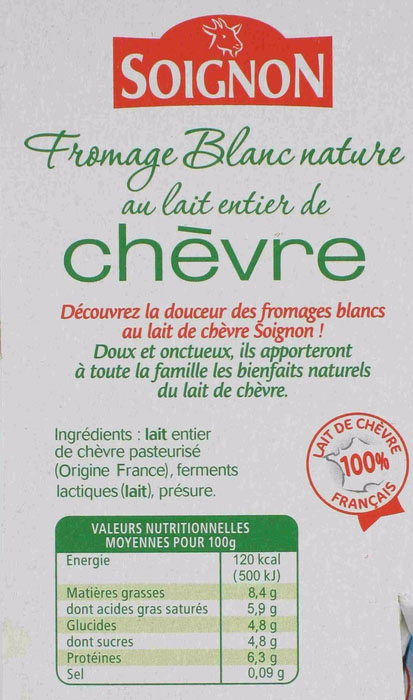 SOIGNON
Fromage Blanc nature
au lait entier de
chèvre
Découvrez la douceur des fromages blancs
au lait de chèvre Soignon !
Doux et onctueux, ils apporteront
à toute la famille les bienfaits naturels
du lait de chèvre.
Ingrédients : lait entier
de chèvre pasteurisé
(Origine France), ferments
lactiques (lait), présure.
LAIT DE CHÈVRE
100%
FRANÇAIS
VALEURS NUTRITIONNELLES
MOYENNES POUR 100g
Energie 120 kcal
(500 kJ)
Matières grasses 8,4 g
dont acides gras saturés 5,9 g
Glucides 4,8 g
dont sucres 4,8 g
Protéines 6,3 g
Sel 0,09 g